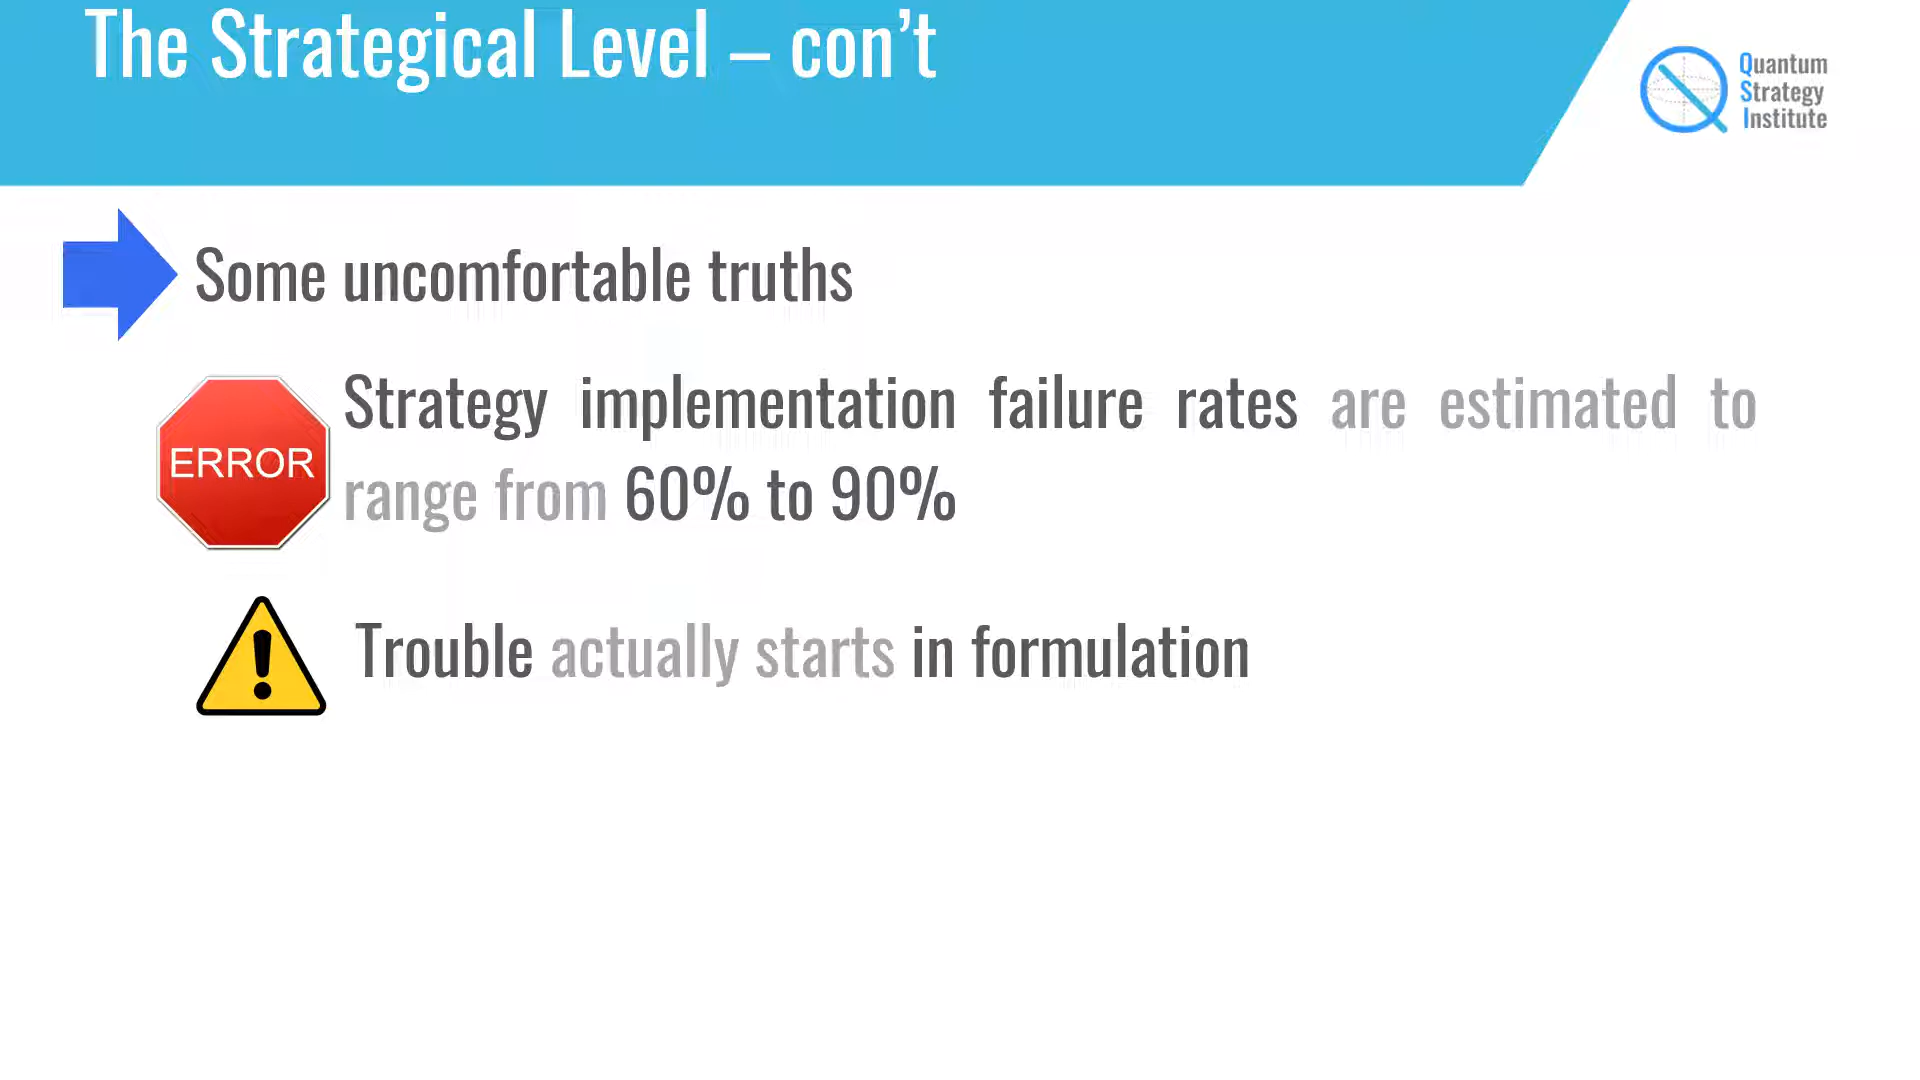 The Strategical Level – con’t
Quantum
Strategy
Institute
Some uncomfortable truths
Strategy implementation failure rates are estimated to
range from 60% to 90%
ERROR
Trouble actually starts in formulation